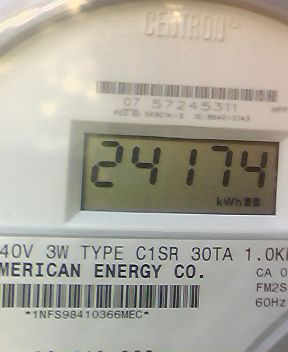 CENTRON®
07 57245311
24174
kWh
40V 3W TYPE C1SR 30TA 1.0K
MERICAN ENERGY CO.
CA 0
FM2S
60Hz
*1NFS98410366MEC*